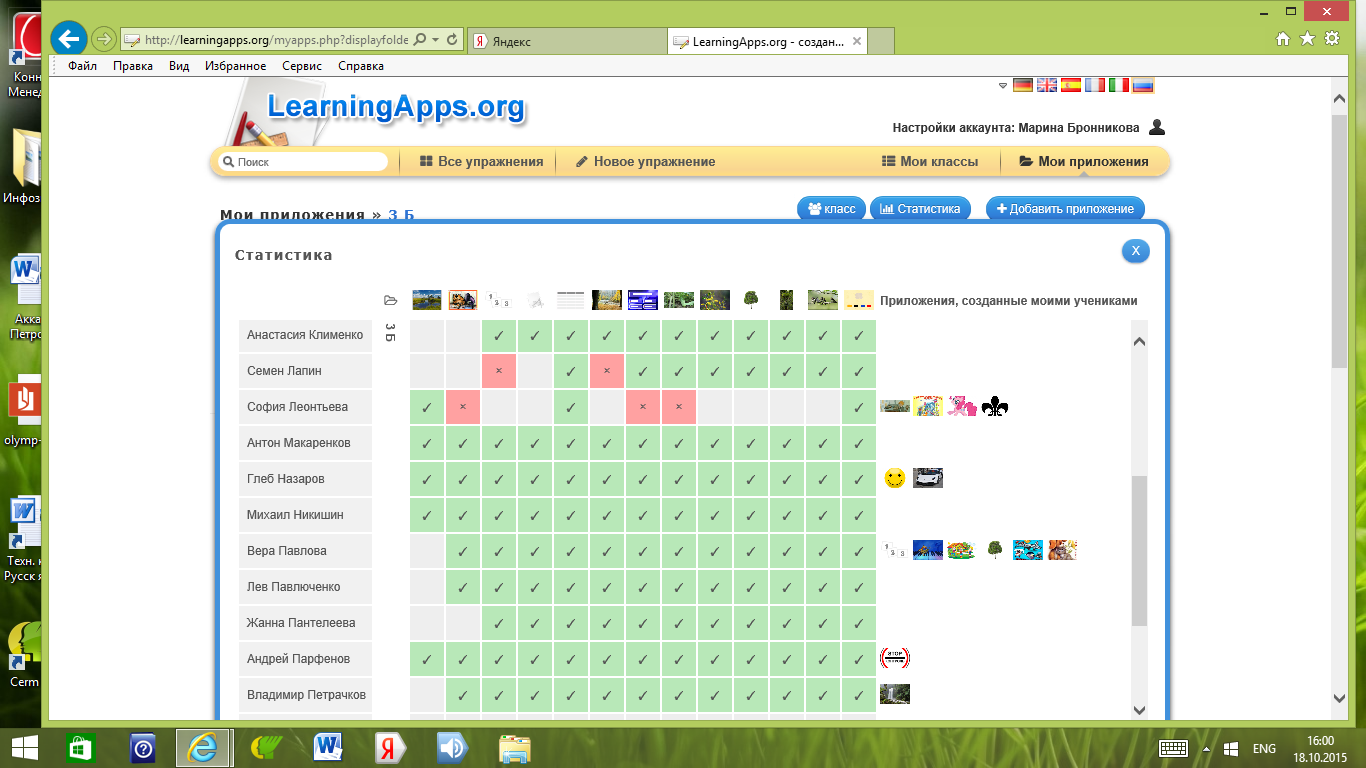 http://learningapps.org/myapps.php?displayfolde
Яндекс
LearningApps.org - создан...
Файл Правка Вид Избранное Сервис Справка
LearningApps.org
Настройки аккаунта: Марина Бронникова
Поиск
Все упражнения
Новое упражнение
Мои классы
Мои приложения
Мои приложения » 3 Б
класс
Статистика
Добавить приложение
Статистика
X
Приложения, созданные моими учениками
3 Б
Анастасия Клименко
Семен Лапин
София Леонтьева
Антон Макаренков
Глеб Назаров
Михаил Никишин
Вера Павлова
Лев Павлюченко
Жанна Пантелеева
Андрей Парфенов
STOP
Владимир Петрачков
Конн
Менед
Инфоз
Акка
Петро
olymp-
Техн. к
Русск я
Cerm
ENG
16:00
18.10.2015